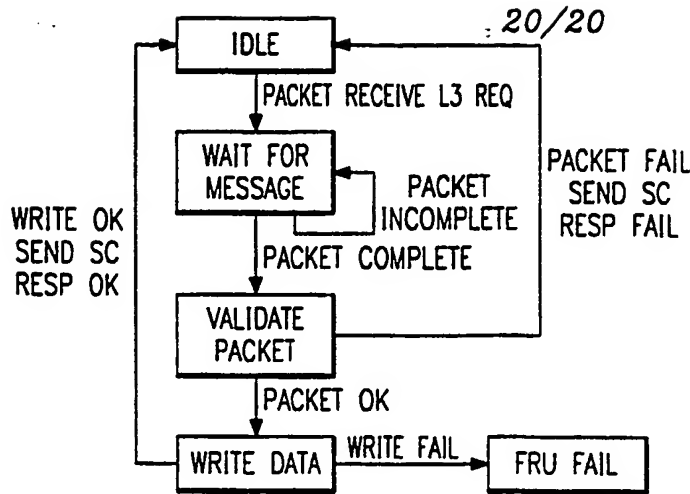 20/20
IDLE
PACKET RECEIVE L3 REQ
WAIT FOR
MESSAGE
PACKET
INCOMPLETE
PACKET FAIL
SEND SC
RESP FAIL
WRITE OK
SEND SC
RESP OK
PACKET COMPLETE
VALIDATE
PACKET
PACKET OK
WRITE DATA
WRITE FAIL
FRU FAIL